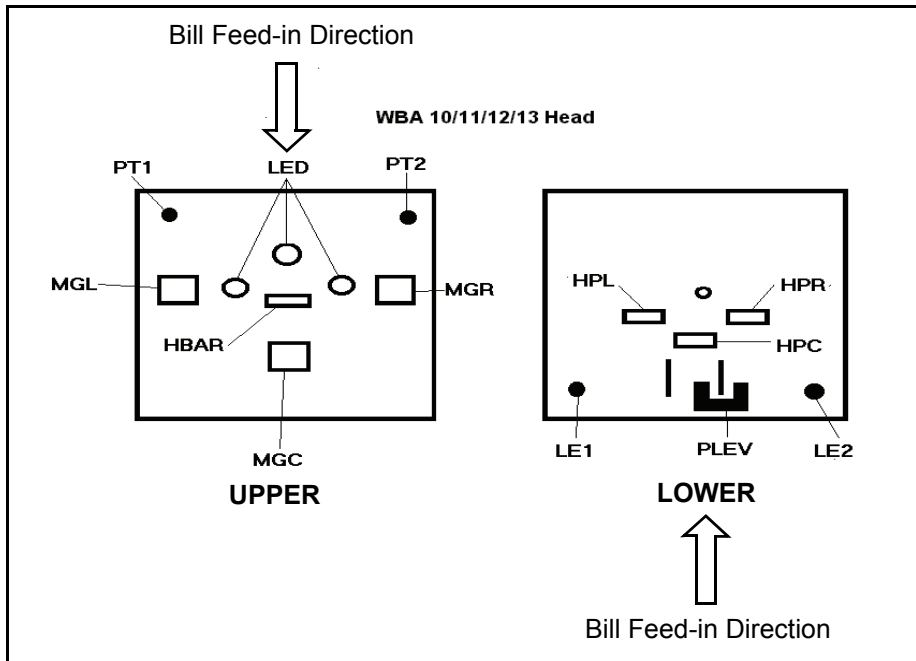 Bill Feed-in Direction
WBA 10/11/12/13 Head
PT1
LED
PT2
MGL
MGR
HBAR
MGC
UPPER
HPL
HPR
HPC
LE1
PLEV
LE2
LOWER
Bill Feed-in Direction